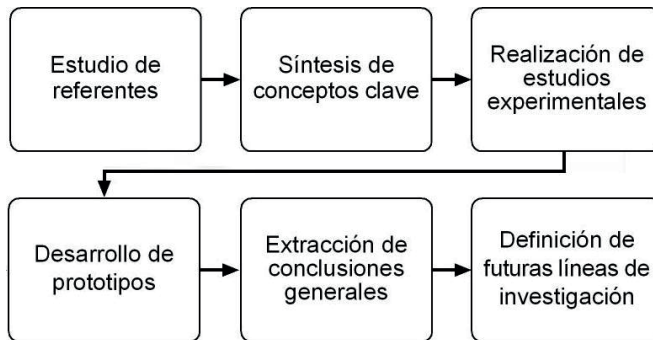 Estudio de
referentes
Síntesis de
conceptos clave
Realización de
estudios
experimentales
Desarrollo de
prototipos
Extracción de
conclusiones
generales
Definición de
futuras líneas de
investigación